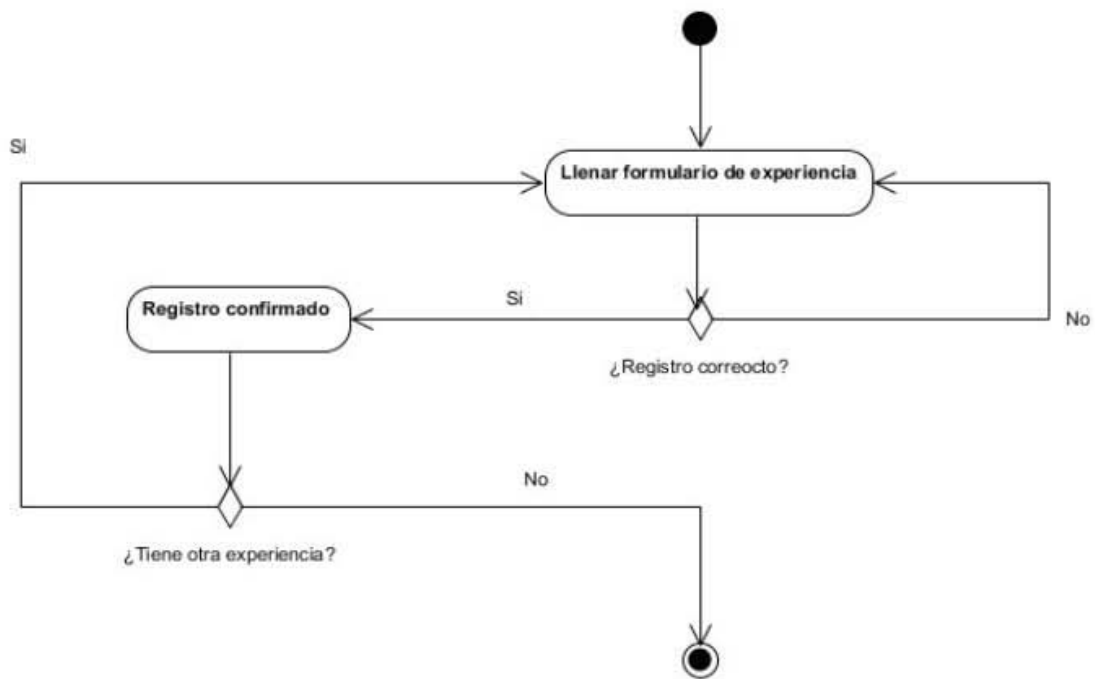 Si
Llenar formulario de experiencia
Registro confirmado
Si
No
¿Registro correocto?
No
¿Tiene otra experiencia?